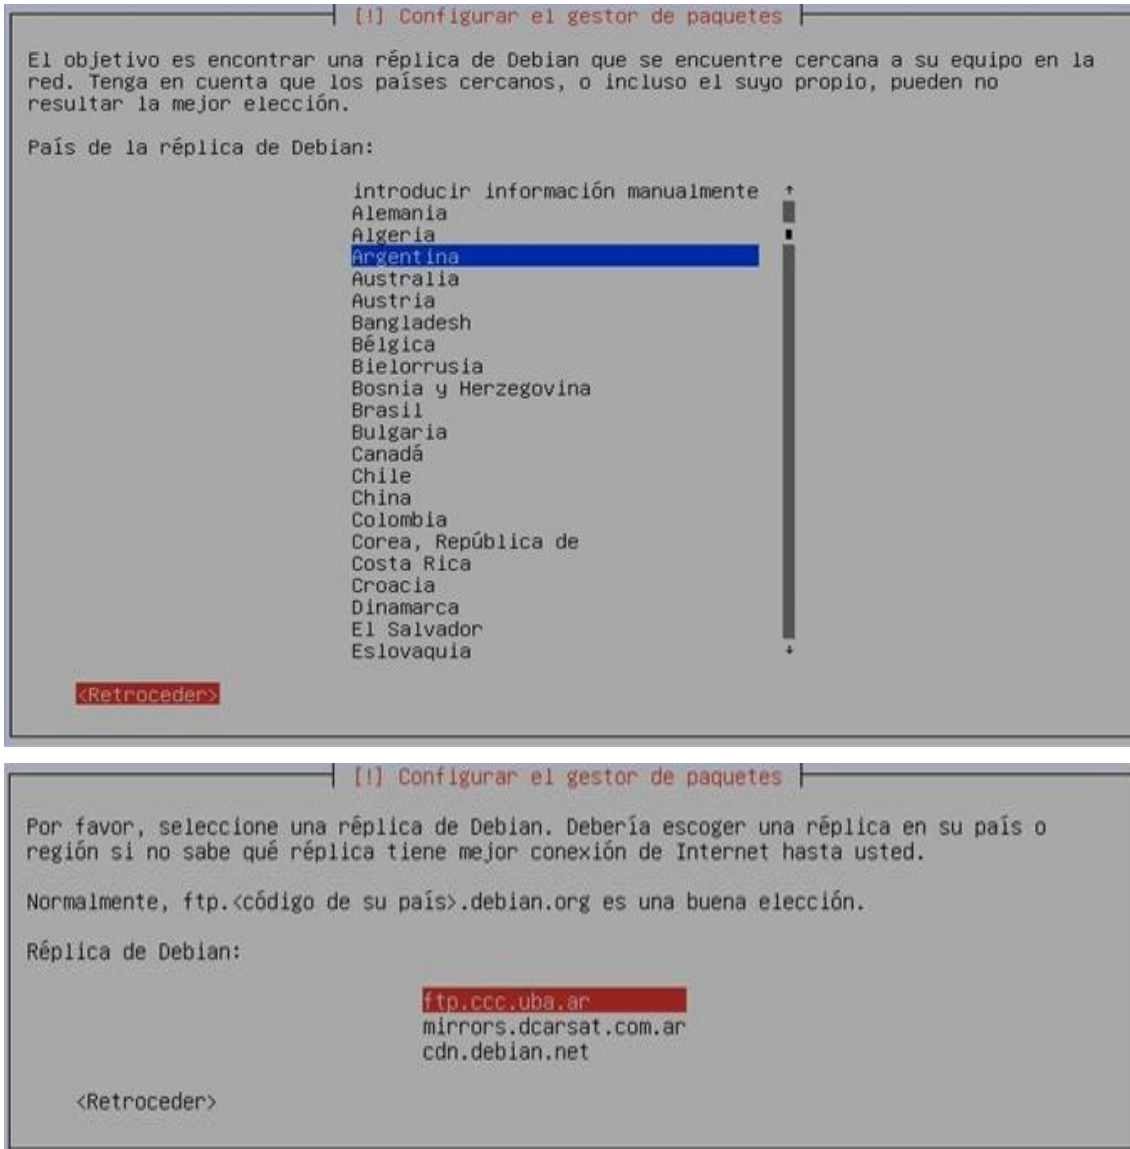 [!] Configurar el gestor de paquetes
El objetivo es encontrar una réplica de Debian que se encuentre cercana a su equipo en la
red. Tenga en cuenta que los países cercanos, o incluso el suyo propio, pueden no
resultar la mejor elección.
País de la réplica de Debian:
introducir información manualmente
Alemania
Algeria
Argentina
Australia
Austria
Bangladesh
Bélgica
Bielorrusia
Bosnia y Herzegovina
Brasil
Bulgaria
Canadá
Chile
China
Colombia
Corea, República de
Costa Rica
Croacia
Dinamarca
El Salvador
Eslovaquia
<Retroceder>
[!] Configurar el gestor de paquetes
Por favor, seleccione una réplica de Debian. Debería escoger una réplica en su país o
región si no sabe qué réplica tiene mejor conexión de Internet hasta usted.
Normalmente, ftp.<código de su país>.debian.org es una buena elección.
Réplica de Debian:
ftp.ccc.uba.ar
mirrors.dcarsat.com.ar
cdn.debian.net
<Retroceder>